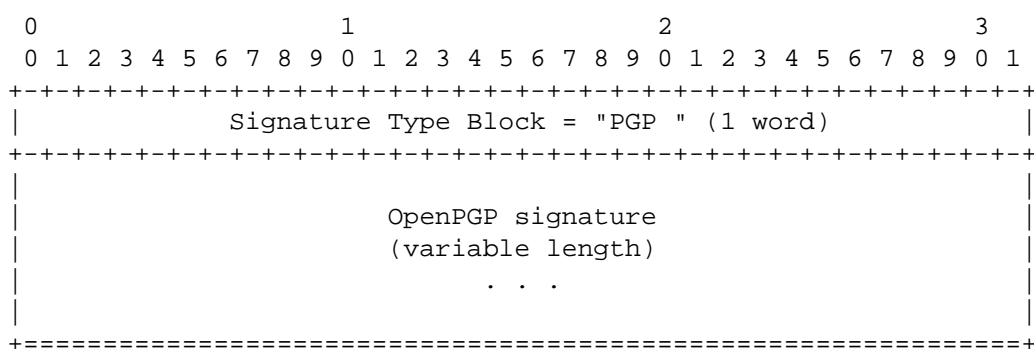 0                   1                   2                   3
 0 1 2 3 4 5 6 7 8 9 0 1 2 3 4 5 6 7 8 9 0 1 2 3 4 5 6 7 8 9 0 1
+-+-+-+-+-+-+-+-+-+-+-+-+-+-+-+-+-+-+-+-+-+-+-+-+-+-+-+-+-+-+-+-+
|             Signature Type Block = "PGP " (1 word)            |
+-+-+-+-+-+-+-+-+-+-+-+-+-+-+-+-+-+-+-+-+-+-+-+-+-+-+-+-+-+-+-+-+
|                                                               |
|                       OpenPGP signature                       |
|                       (variable length)                       |
|                             . . .                             |
|                                                               |
+===============================================================+